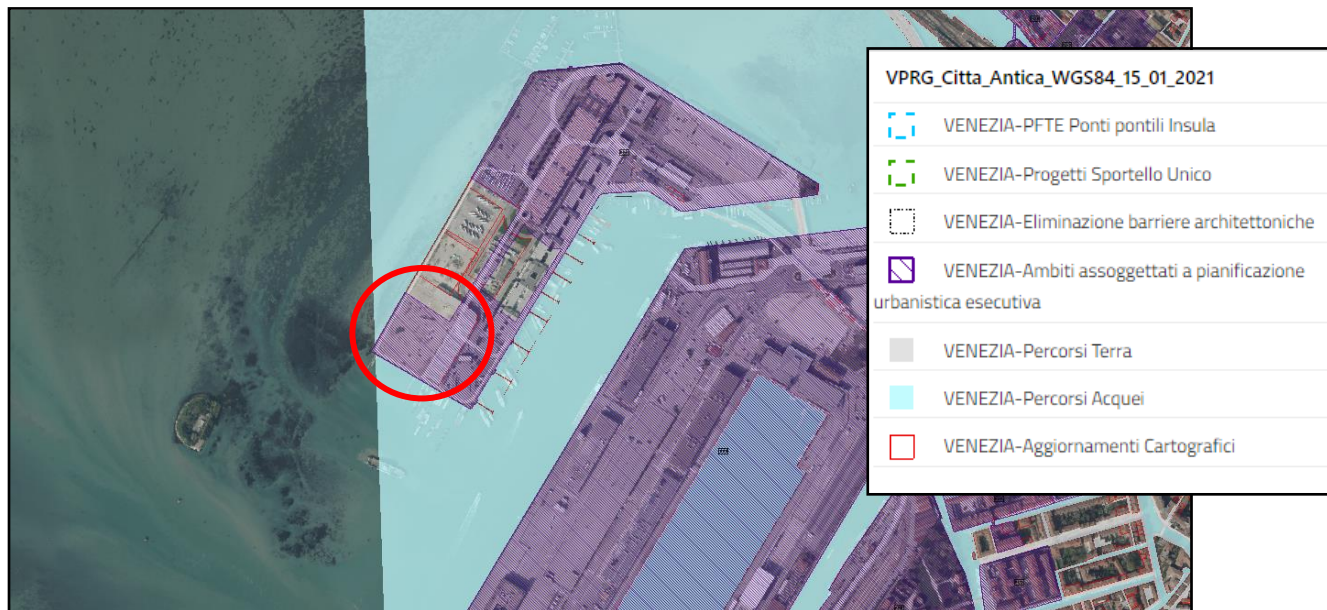 VPRG_Citta_Antica_WGS84_15_01_2021
VENEZIA-PFTE Ponti pontili Insula
VENEZIA-Progetti Sportello Unico
VENEZIA-Eliminazione barriere architettoniche
VENEZIA-Ambiti assoggettati a pianificazione
urbanistica esecutiva
VENEZIA-Percorsi Terra
VENEZIA-Percorsi Acquei
VENEZIA-Aggiornamenti Cartografici